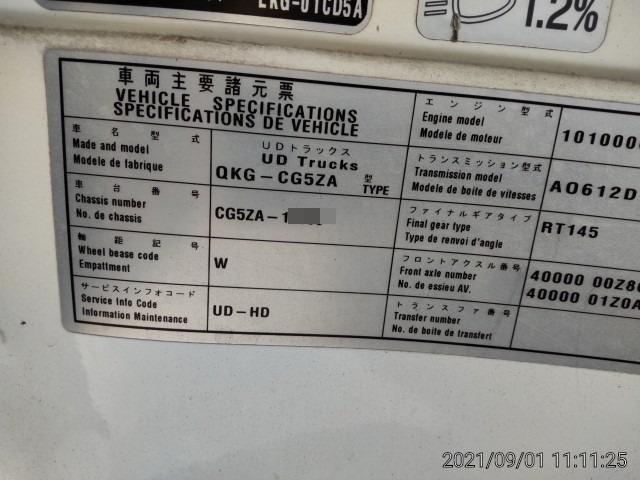 LKG-01CD5A
1.2%
車両主要諸元票
VEHICLE SPECIFICATIONS
SPECIFICATIONS DE VEHICLE
車名型式
Made and model
Modele de fabrique
UDトラックス
UD Trucks
QKG-CG5ZA 型
TYPE
車台番号
Chassis number
No. de chassis
CG5ZA-1
軸距記号
Wheel bease code
Empattment
W
サービスインフォコード
Service Info Code
Information Maintenance
UD-HD
エンジン型式
Engine model
Modele de moteur
101000
トランスミッション型式
Transmission model
Modele de boite de vitesses
AO612D
ファイナルギアタイプ
Final gear type
Type de renvoi d'angle
RT145
フロントアクスル番号
Front axle number
No. de essieu AV.
40000 00Z80
40000 01Z0A
トランスファ番号
Transfer number
No. de boite de transfert
2021/09/01 11:11:25